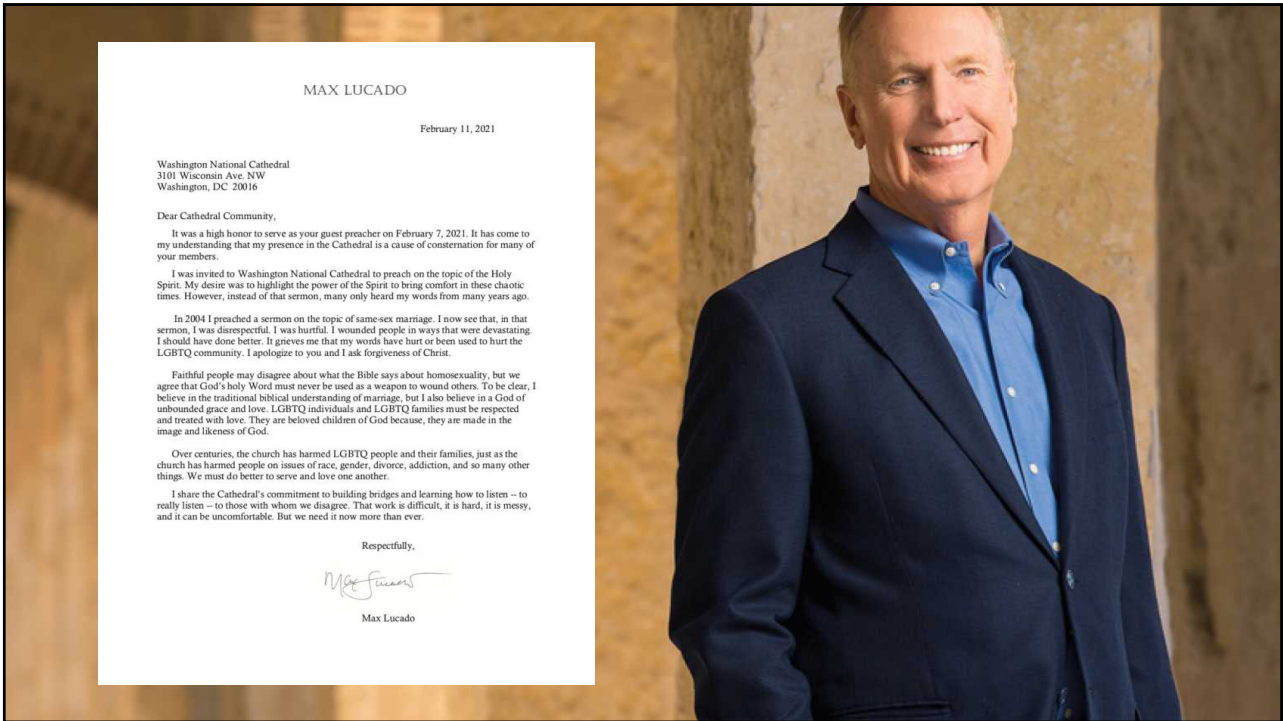 MAX LUCADO
February 11, 2021
Washington National Cathedral
3101 Wisconsin Ave. NW
Washington, DC  20016
Dear Cathedral Community,
It was a high honor to serve as your guest preacher on February 7, 2021. It has come to
my understanding that my presence in the Cathedral is a cause of consternation for many of
your members.
I was invited to Washington National Cathedral to preach on the topic of the Holy
Spirit. My desire was to highlight the power of the Spirit to bring comfort in these chaotic
times. However, instead of that sermon, many only heard my words from many years ago.
In 2004 I preached a sermon on the topic of same-sex marriage. I now see that, in that
sermon, I was disrespectful. I was hurtful. I wounded people in ways that were devastating.
I should have done better. It grieves me that my words have hurt or been used to hurt the
LGBTQ community. I apologize to you and I ask forgiveness of Christ.
Faithful people may disagree about what the Bible says about homosexuality, but we
agree that God's holy Word must never be used as a weapon to wound others. To be clear, I
believe in the traditional biblical understanding of marriage, but I also believe in a God of
unbounded grace and love. LGBTQ individuals and LGBTQ families must be respected
and treated with love. They are beloved children of God because, they are made in the
image and likeness of God.
Over centuries, the church has harmed LGBTQ people and their families, just as the
church has harmed people on issues of race, gender, divorce, addiction, and so many other
things. We must do better to serve and love one another.
I share the Cathedral's commitment to building bridges and learning how to listen -- to
really listen -- to those with whom we disagree. That work is difficult, it is hard, it is messy,
and it can be uncomfortable. But we need it now more than ever.
Respectfully,
Max Lucado
Max Lucado